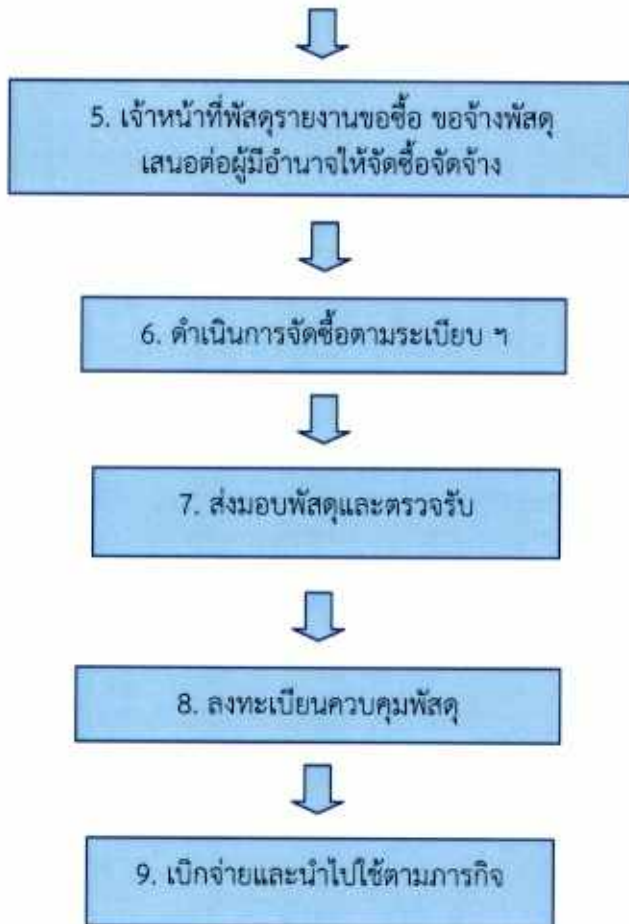 5. เจ้าหน้าที่พัสดุรายงานขอซื้อ ขอจ้างพัสดุ
เสนอต่อผู้มีอำนาจให้จัดซื้อจัดจ้าง
6. ดำเนินการจัดซื้อตามระเบียบ ฯ
7. ส่งมอบพัสดุและตรวจรับ
8. ลงทะเบียนควบคุมพัสดุ
9. เบิกจ่ายและนำไปใช้ตามภารกิจ